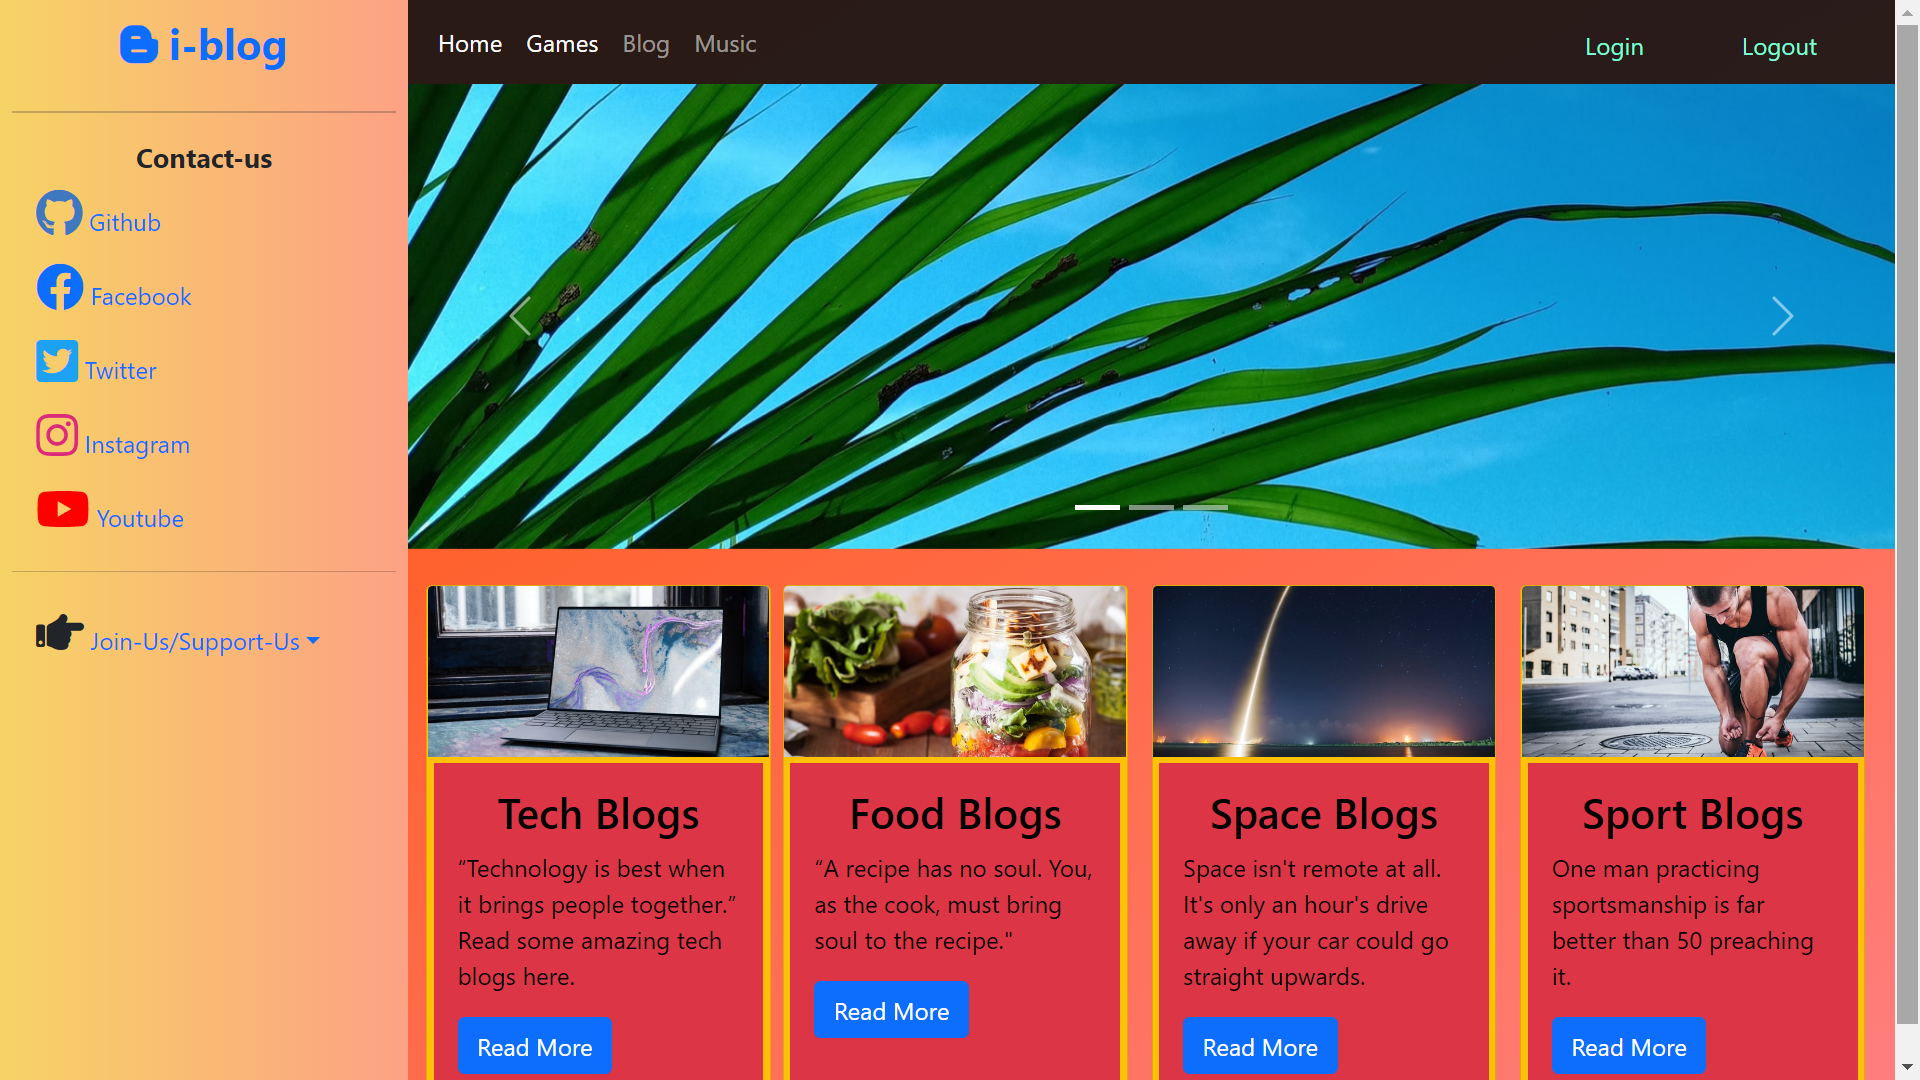 i-blog
Contact-us
Github
Facebook
Twitter
Instagram
Youtube
Join-Us/Support-Us
Home Games Blog Music Login Logout
Tech Blogs
“Technology is best when
it brings people together.”
Read some amazing tech
blogs here.
Read More
Food Blogs
“A recipe has no soul. You,
as the cook, must bring
soul to the recipe."
Read More
Space Blogs
Space isn't remote at all.
It's only an hour's drive
away if your car could go
straight upwards.
Read More
Sport Blogs
One man practicing
sportsmanship is far
better than 50 preaching
it.
Read More